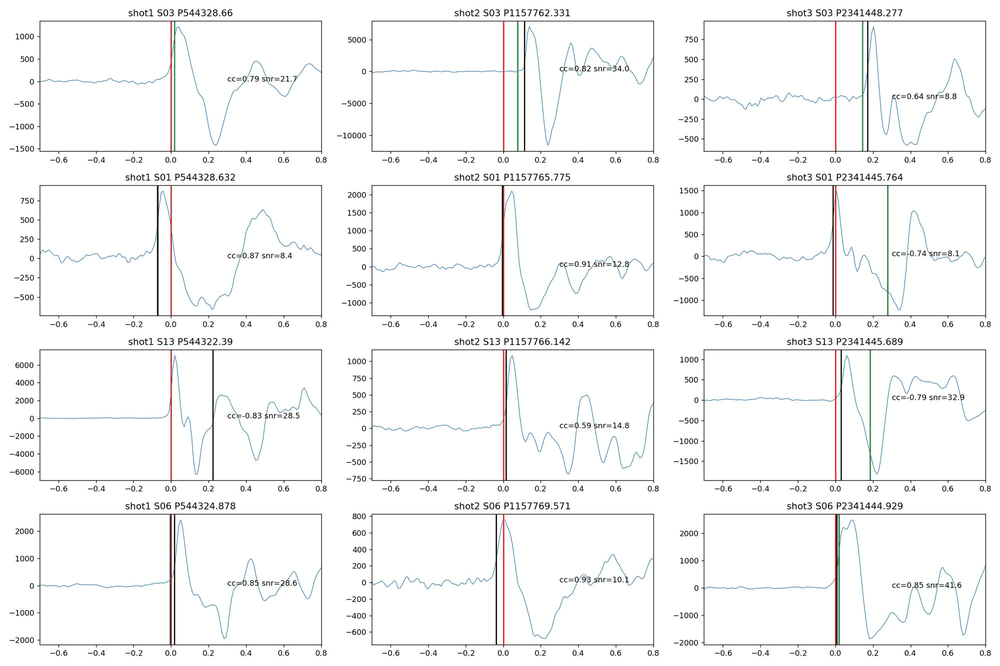 shot1 S03 P544328.66
1000
500
0
−500
−1000
−1500
cc=0.79 snr=21.7
−0.6 −0.4 −0.2 0.0 0.2 0.4 0.6 0.8
shot2 S03 P1157762.331
5000
0
−5000
−10000
cc=0.82 snr=34.0
−0.6 −0.4 −0.2 0.0 0.2 0.4 0.6 0.8
shot3 S03 P2341448.277
750
500
250
0
−250
−500
cc=0.64 snr=8.8
−0.6 −0.4 −0.2 0.0 0.2 0.4 0.6 0.8
shot1 S01 P544328.632
750
500
250
0
−250
−500
cc=0.87 snr=8.4
−0.6 −0.4 −0.2 0.0 0.2 0.4 0.6 0.8
shot2 S01 P1157765.775
2000
1500
1000
500
0
−500
−1000
cc=0.91 snr=12.8
−0.6 −0.4 −0.2 0.0 0.2 0.4 0.6 0.8
shot3 S01 P2341445.764
1500
1000
500
0
−500
−1000
cc=-0.74 snr=8.1
−0.6 −0.4 −0.2 0.0 0.2 0.4 0.6 0.8
shot1 S13 P544322.39
6000
4000
2000
0
−2000
−4000
−6000
cc=-0.83 snr=28.5
−0.6 −0.4 −0.2 0.0 0.2 0.4 0.6 0.8
shot2 S13 P1157766.142
1000
750
500
250
0
−250
−500
−750
cc=0.59 snr=14.8
−0.6 −0.4 −0.2 0.0 0.2 0.4 0.6 0.8
shot3 S13 P2341445.689
1000
500
0
−500
−1000
−1500
cc=-0.79 snr=32.9
−0.6 −0.4 −0.2 0.0 0.2 0.4 0.6 0.8
shot1 S06 P544324.878
2000
1000
0
−1000
−2000
cc=0.85 snr=28.6
−0.6 −0.4 −0.2 0.0 0.2 0.4 0.6 0.8
shot2 S06 P1157769.571
800
600
400
200
0
−200
−400
−600
cc=0.93 snr=10.1
−0.6 −0.4 −0.2 0.0 0.2 0.4 0.6 0.8
shot3 S06 P2341444.929
2000
1000
0
−1000
−2000
cc=0.85 snr=41.6
−0.6 −0.4 −0.2 0.0 0.2 0.4 0.6 0.8